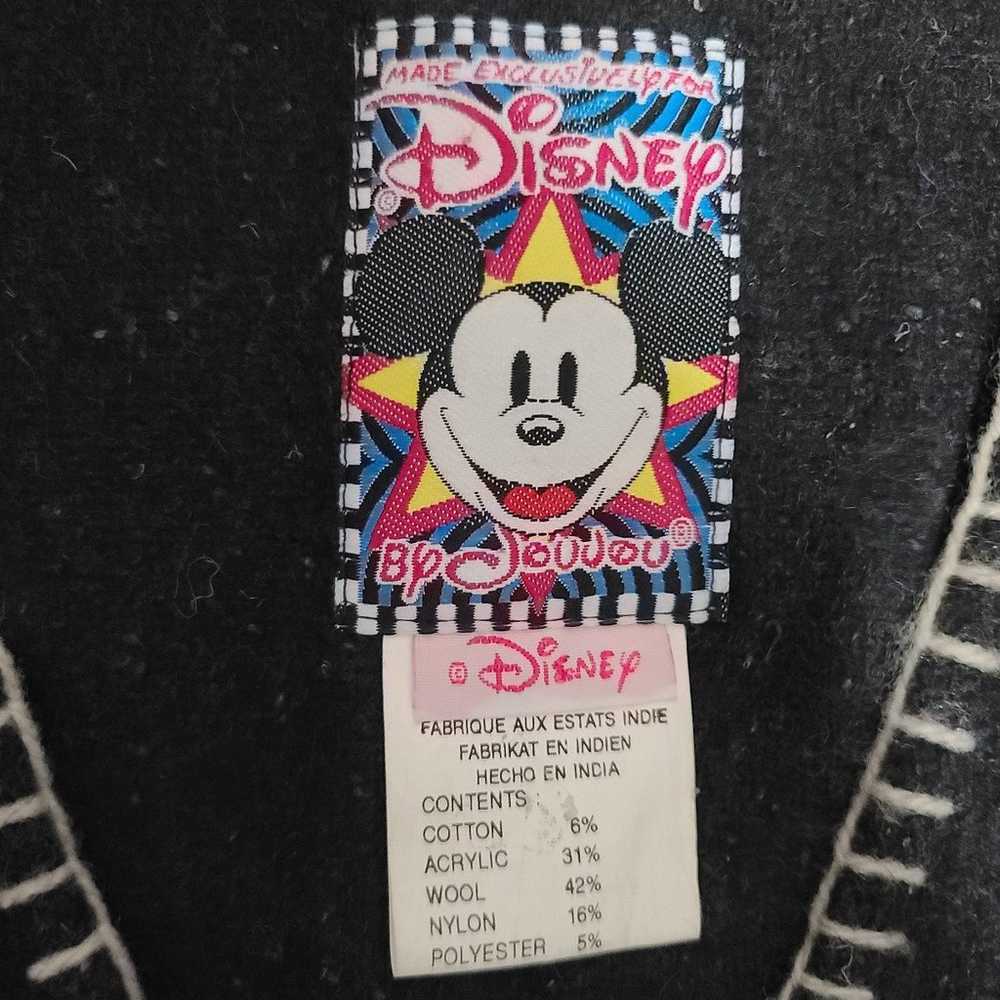 MADE EXCLUSIVELY FOR
DISNEY
©
BY JOUJOU©
© DISNEY
FABRIQUE AUX ESTATS INDIE
FABRIKAT EN INDIEN
HECHO EN INDIA
CONTENTS :
COTTON 6%
ACRYLIC 31%
WOOL 42%
NYLON 16%
POLYESTER 5%